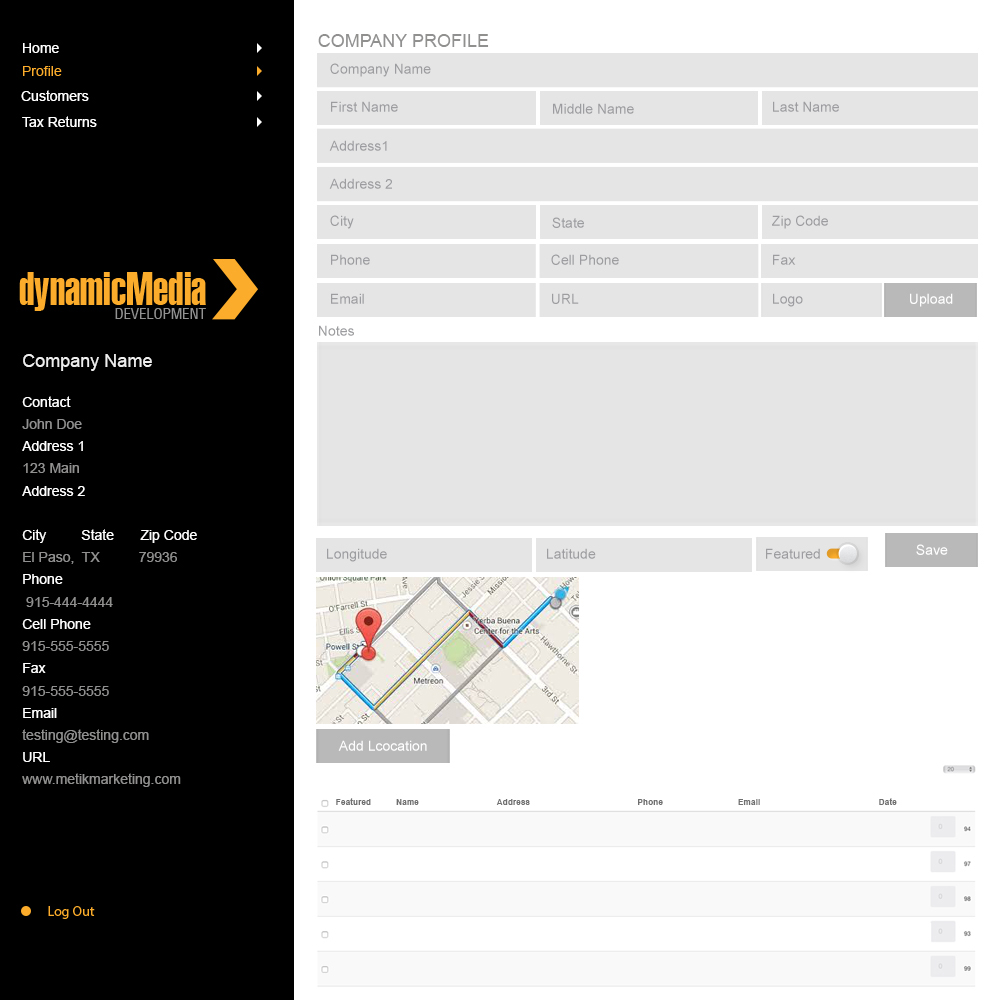 Home
Profile
Customers
Tax Returns
dynamicMedia
DEVELOPMENT
Company Name
Contact
John Doe
Address 1
123 Main
Address 2
City State Zip Code
El Paso, TX 79936
Phone
915-444-4444
Cell Phone
915-555-5555
Fax
915-555-5555
Email
testing@testing.com
URL
www.metikmarketing.com
Log Out
COMPANY PROFILE
Company Name
First Name Middle Name Last Name
Address1
Address 2
City State Zip Code
Phone Cell Phone Fax
Email URL Logo Upload
Notes
Longitude Latitude Featured Save
Union Square Park
O'Farrell St
Ellis
Powell St
Jessie
Mission
Yerba Buena
Center for the Arts
Hawthorne St
Metreon
3rd St
Add Lcocation
20
Featured Name Address Phone Email Date
0 94
0 97
0 98
0 93
0 99